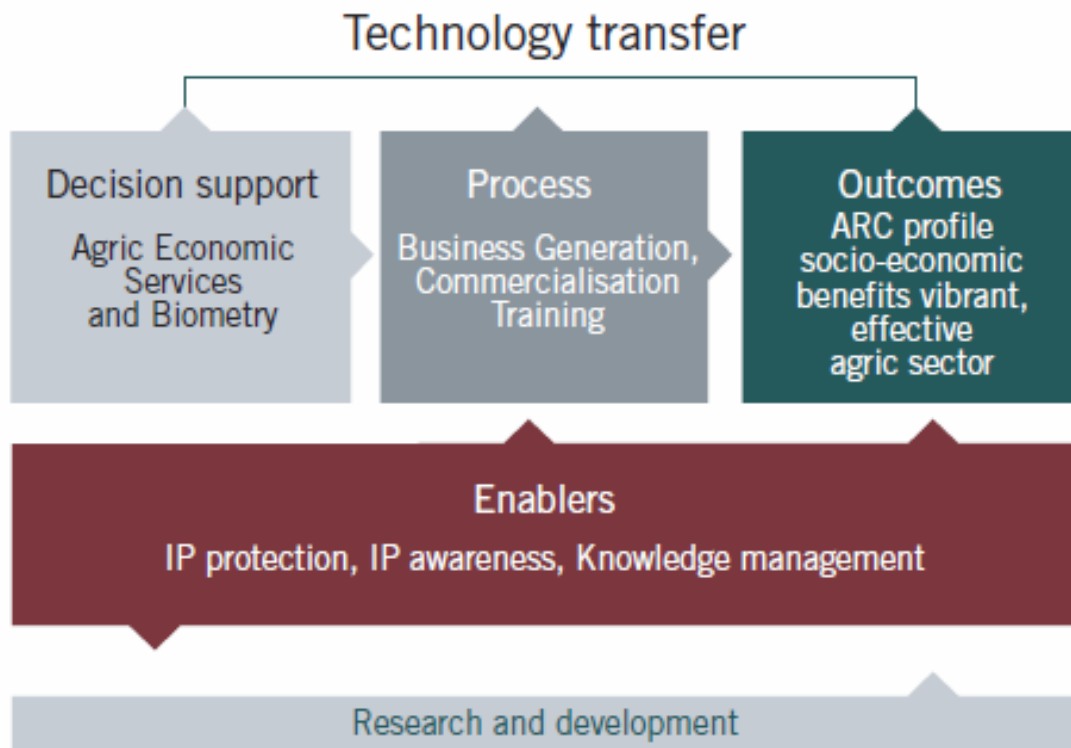 Technology transfer
Decision support
Agric Economic
Services
and Biometry
Process
Business Generation,
Commercialisation
Training
Outcomes
ARC profile
socio-economic
benefits vibrant,
effective
agric sector
Enablers
IP protection, IP awareness, Knowledge management
Research and development